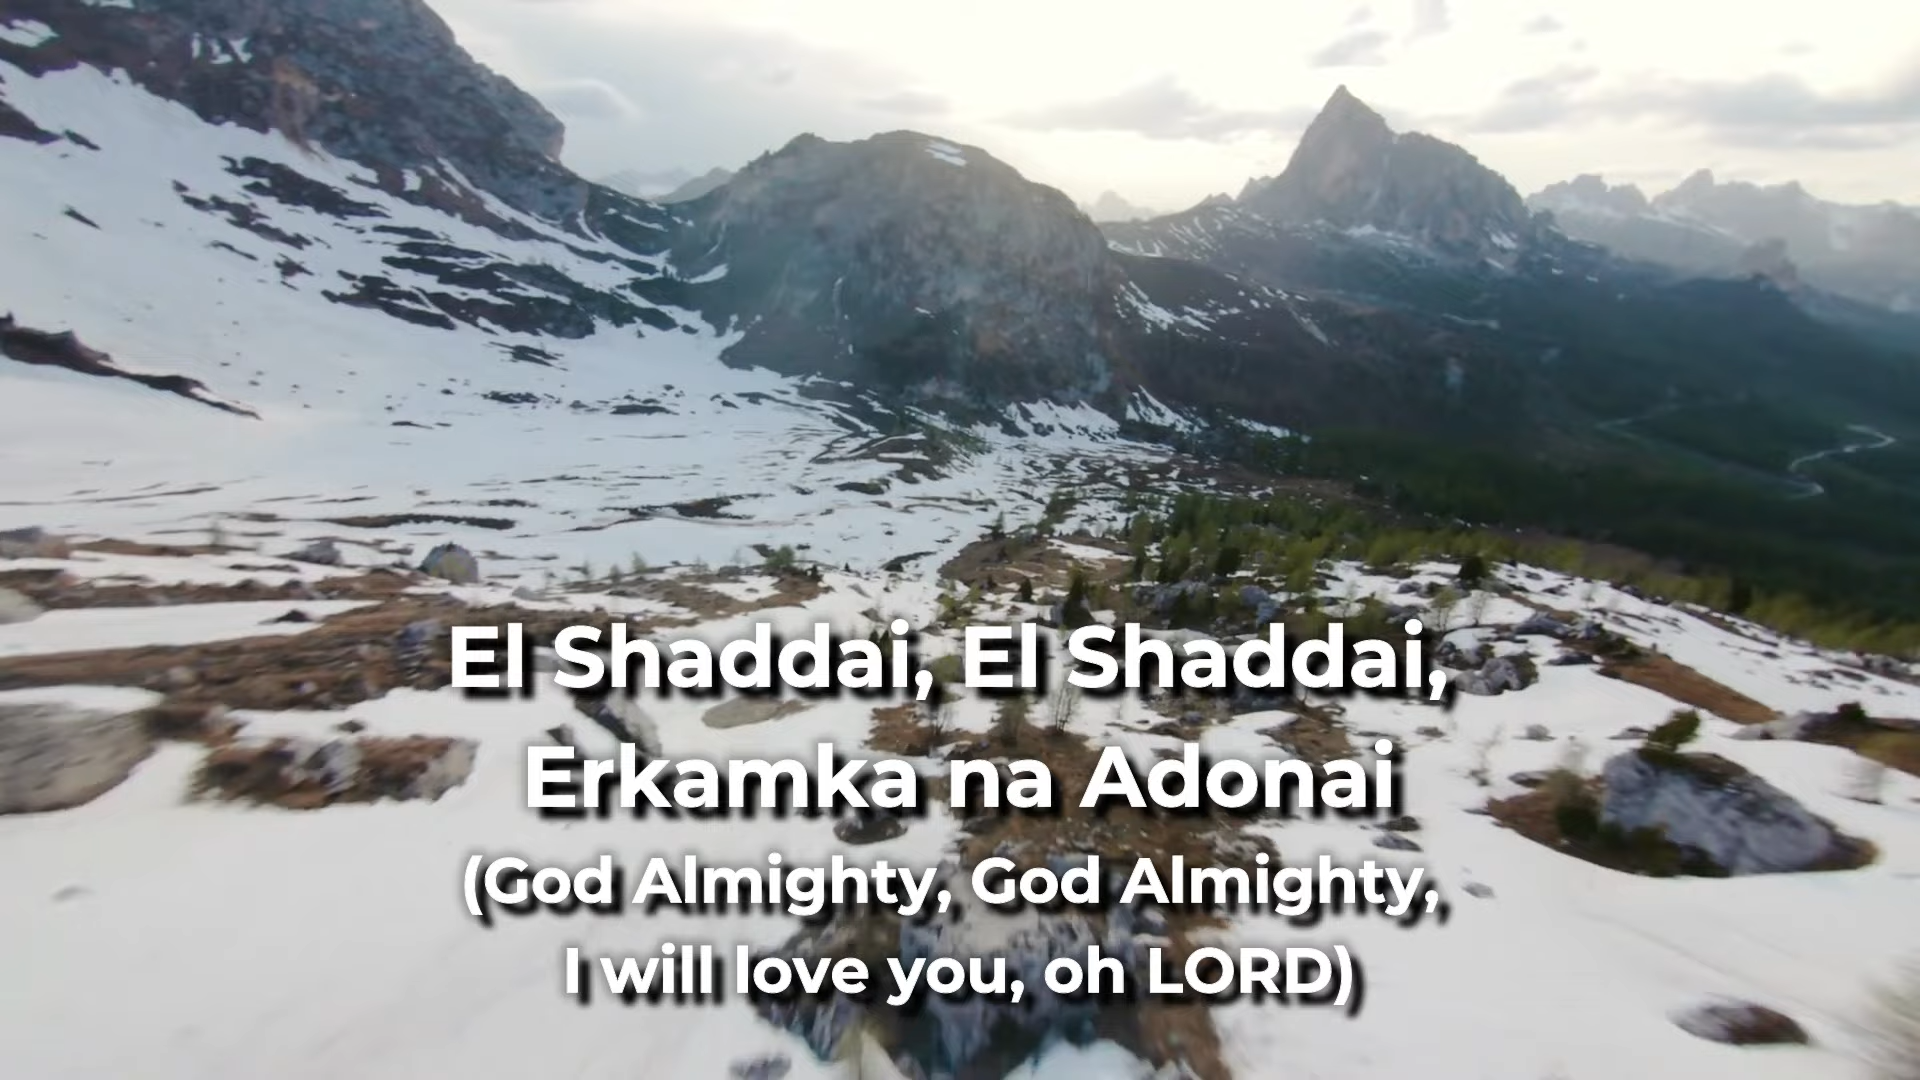 El Shaddai, El Shaddai,
Erkamka na Adonai
(God Almighty, God Almighty,
I will love you, oh LORD)